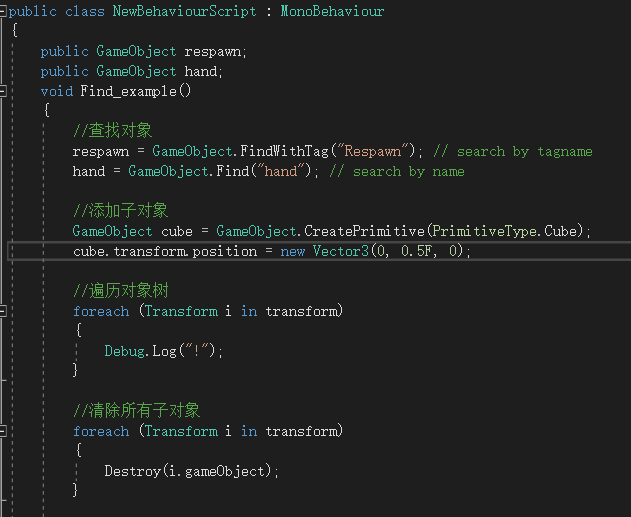 public class NewBehaviourScript : MonoBehaviour
{
public GameObject respawn;
public GameObject hand;
void Find_example()
{
//查找对象
respawn = GameObject.FindWithTag("Respawn"); // search by tagname
hand = GameObject.Find("hand"); // search by name
//添加子对象
GameObject cube = GameObject.CreatePrimitive(PrimitiveType.Cube);
cube.transform.position = new Vector3(0, 0.5F, 0);
//遍历对象树
foreach (Transform i in transform)
{
Debug.Log("!");
}
//清除所有子对象
foreach (Transform i in transform)
{
Destroy(i.gameObject);
}